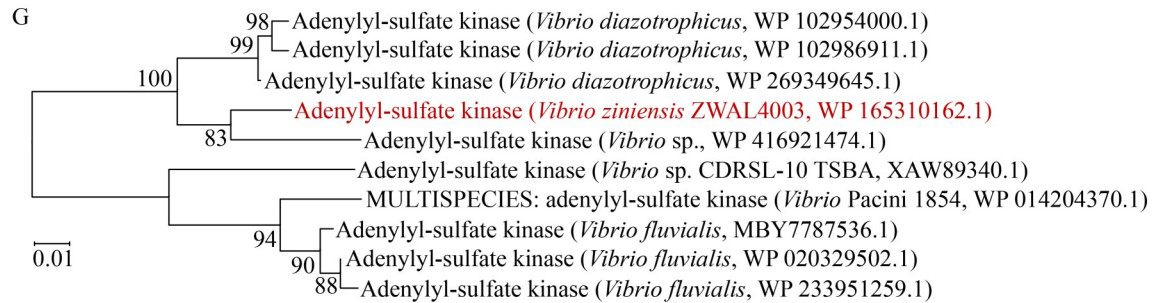 G
98
Adenylyl-sulfate kinase (Vibrio diazotrophicus, WP 102954000.1)
99
Adenylyl-sulfate kinase (Vibrio diazotrophicus, WP 102986911.1)
100
Adenylyl-sulfate kinase (Vibrio diazotrophicus, WP 269349645.1)
Adenylyl-sulfate kinase (Vibrio ziniensis ZWAL4003, WP 165310162.1)
83
Adenylyl-sulfate kinase (Vibrio sp., WP 416921474.1)
Adenylyl-sulfate kinase (Vibrio sp. CDRSL-10 TSBA, XAW89340.1)
MULTISPECIES: adenylyl-sulfate kinase (Vibrio Pacini 1854, WP 014204370.1)
94
Adenylyl-sulfate kinase (Vibrio fluvialis, MBY7787536.1)
90
Adenylyl-sulfate kinase (Vibrio fluvialis, WP 020329502.1)
88
Adenylyl-sulfate kinase (Vibrio fluvialis, WP 233951259.1)
0.01